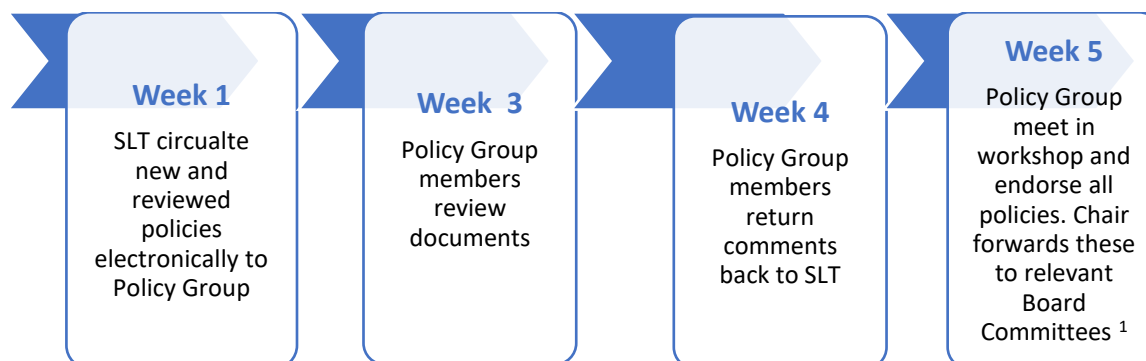 Week 1
SLT circualte
new and
reviewed
policies
electronically to
Policy Group
Week 3
Policy Group
members
review
documents
Week 4
Policy Group
members
return
comments
back to SLT
Week 5
Policy Group
meet in
workshop and
endorse all
policies. Chair
forwards these
to relevant
Board
Committees ¹